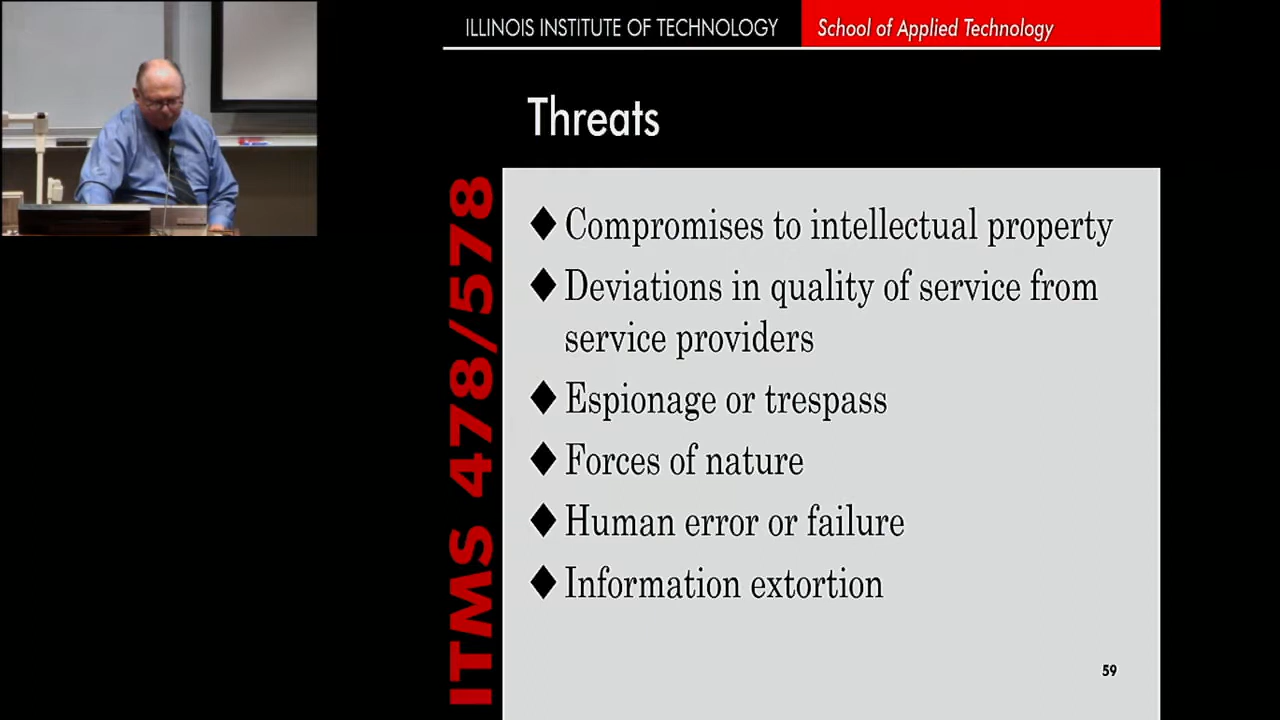 ILLINOIS INSTITUTE OF TECHNOLOGY School of Applied Technology
Threats
ITMS 478/578
◆ Compromises to intellectual property
◆ Deviations in quality of service from
service providers
◆ Espionage or trespass
◆ Forces of nature
◆ Human error or failure
◆ Information extortion
59